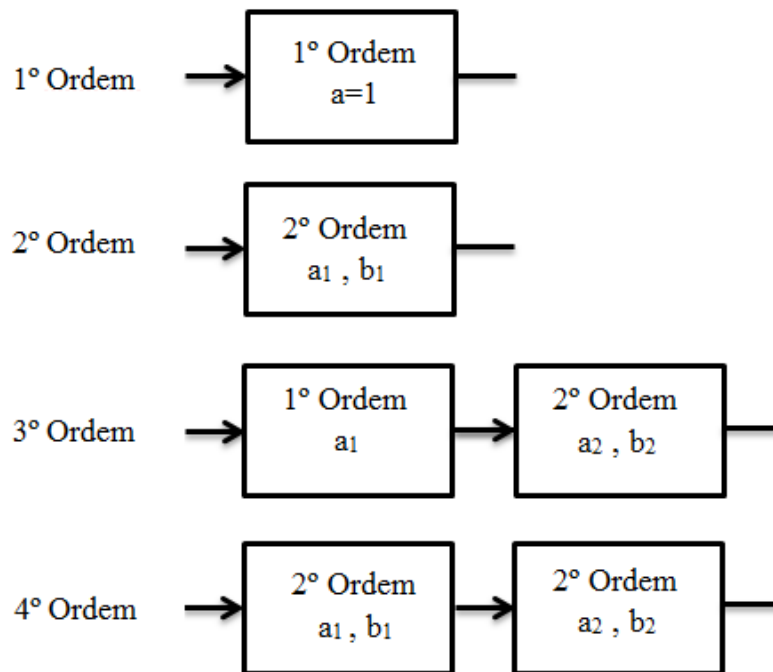 1º Ordem
1º Ordem
a=1
2º Ordem
2º Ordem
a1 , b1
3º Ordem
1º Ordem
a1
2º Ordem
a2 , b2
4º Ordem
2º Ordem
a1 , b1
2º Ordem
a2 , b2